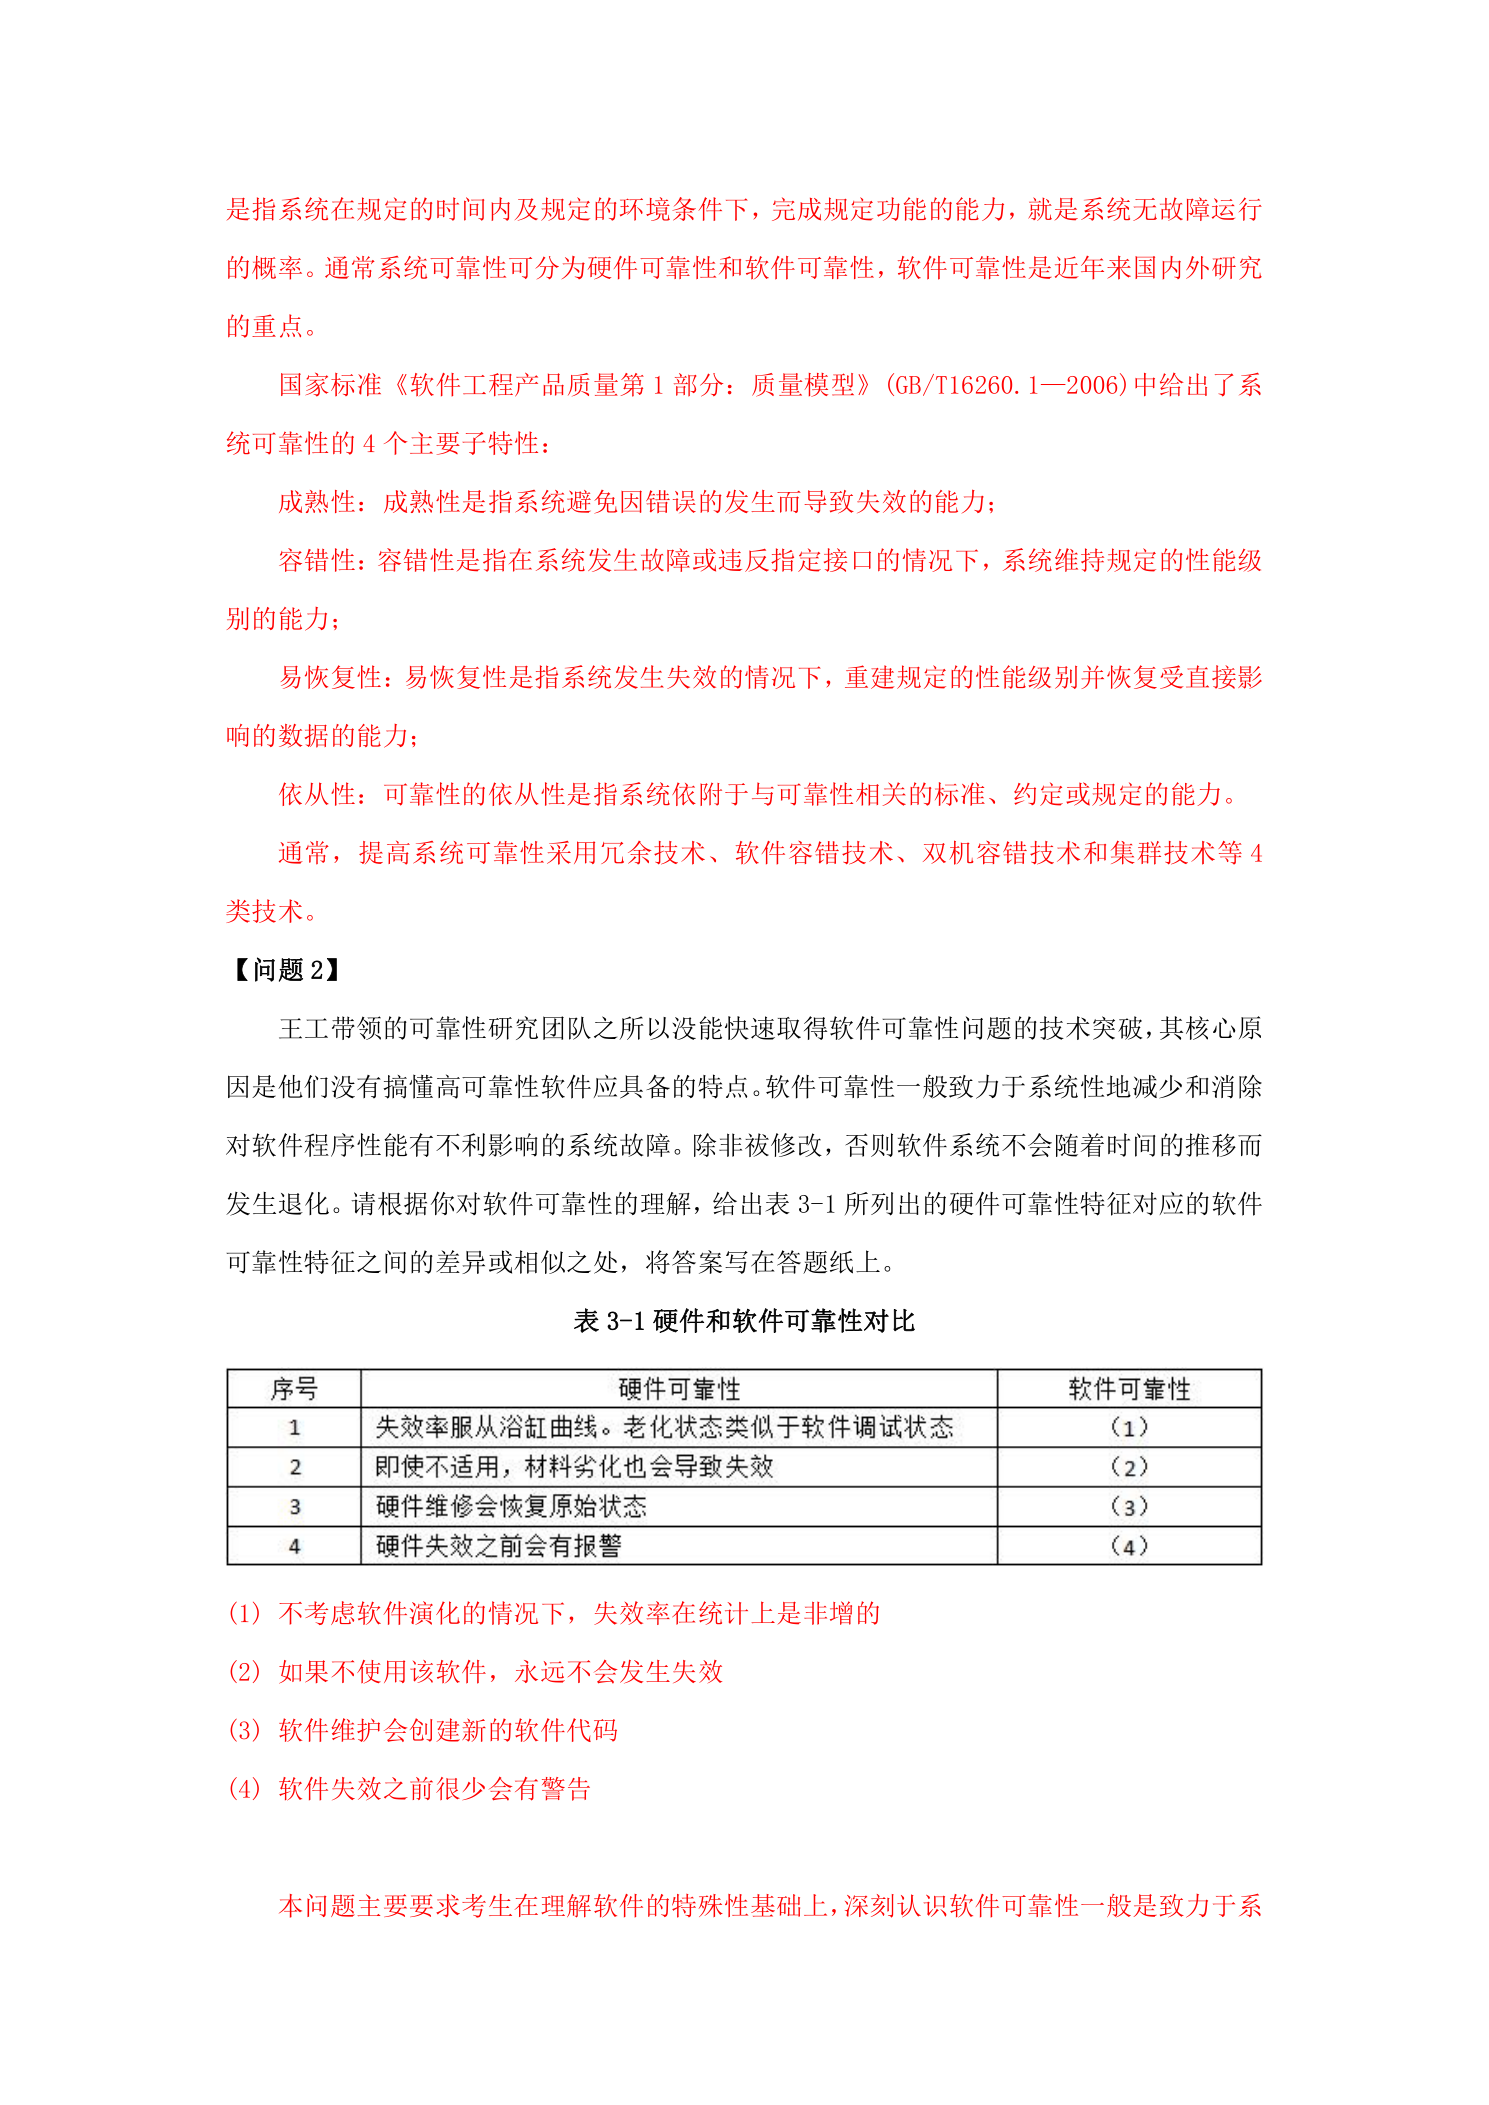 是指系统在规定的时间内及规定的环境条件下，完成规定功能的能力，就是系统无故障运行
的概率。通常系统可靠性可分为硬件可靠性和软件可靠性，软件可靠性是近年来国内外研究
的重点。
国家标准《软件工程产品质量第 1 部分：质量模型》(GB/T16260.1—2006)中给出了系
统可靠性的 4 个主要子特性：
成熟性：成熟性是指系统避免因错误的发生而导致失效的能力；
容错性：容错性是指在系统发生故障或违反指定接口的情况下，系统维持规定的性能级
别的能力；
易恢复性：易恢复性是指系统发生失效的情况下，重建规定的性能级别并恢复受直接影
响的数据的能力；
依从性：可靠性的依从性是指系统依附于与可靠性相关的标准、约定或规定的能力。
通常，提高系统可靠性采用冗余技术、软件容错技术、双机容错技术和集群技术等 4
类技术。
【问题 2】
王工带领的可靠性研究团队之所以没能快速取得软件可靠性问题的技术突破，其核心原
因是他们没有搞懂高可靠性软件应具备的特点。软件可靠性一般致力于系统性地减少和消除
对软件程序性能有不利影响的系统故障。除非祓修改，否则软件系统不会随着时间的推移而
发生退化。请根据你对软件可靠性的理解，给出表 3-1 所列出的硬件可靠性特征对应的软件
可靠性特征之间的差异或相似之处，将答案写在答题纸上。
表 3-1 硬件和软件可靠性对比
序号 硬件可靠性 软件可靠性
1 失效率服从浴缸曲线。老化状态类似于软件调试状态 （1）
2 即使不适用，材料劣化也会导致失效 （2）
3 硬件维修会恢复原始状态 （3）
4 硬件失效之前会有报警 （4）
(1) 不考虑软件演化的情况下，失效率在统计上是非增的
(2) 如果不使用该软件，永远不会发生失效
(3) 软件维护会创建新的软件代码
(4) 软件失效之前很少会有警告
本问题主要要求考生在理解软件的特殊性基础上，深刻认识软件可靠性一般是致力于系